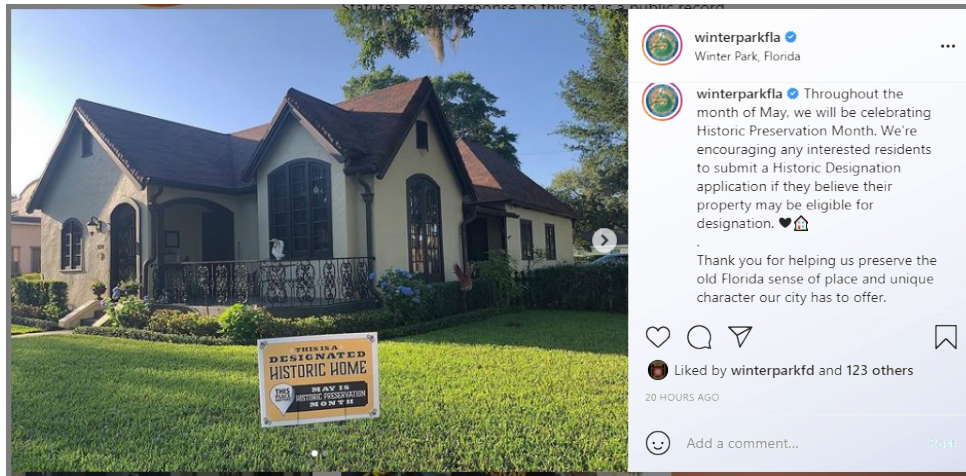 Statutes, every response to this site is a public record
winterparkfla
Winter Park, Florida
winterparkfla Throughout the
month of May, we will be celebrating
Historic Preservation Month. We're
encouraging any interested residents
to submit a Historic Designation
application if they believe their
property may be eligible for
designation. 🖤🏠
.
Thank you for helping us preserve the
old Florida sense of place and unique
character our city has to offer.
Liked by winterparkfd and 123 others
20 HOURS AGO
Add a comment...
Post
THIS IS A
DESIGNATED
HISTORIC HOME
THIS
PLACE
MAY IS
HISTORIC PRESERVATION
MONTH